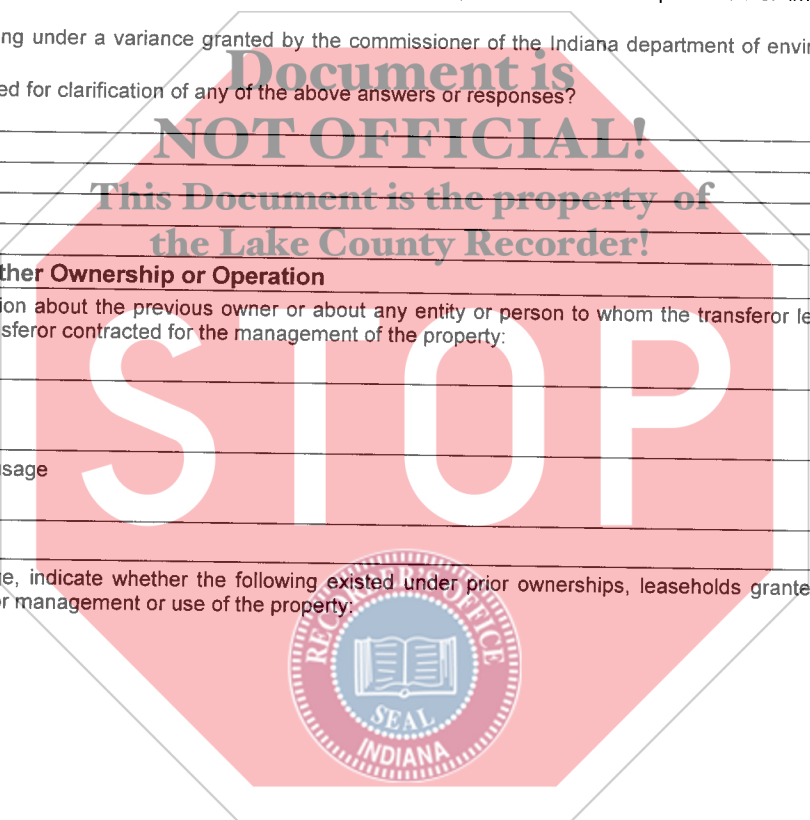 ng under a variance granted by the commissioner of the Indiana department of envir
Document is
ed for clarification of any of the above answers or responses?
NOT OFFICIAL!
This Document is the property of
the Lake County Recorder!
ther Ownership or Operation
ion about the previous owner or about any entity or person to whom the transferor le
sferor contracted for the management of the property:
STOP
sage
ge, indicate whether the following existed under prior ownerships, leaseholds grante
or management or use of the property:
RECORDER'S OFFICE
SEAL
INDIANA